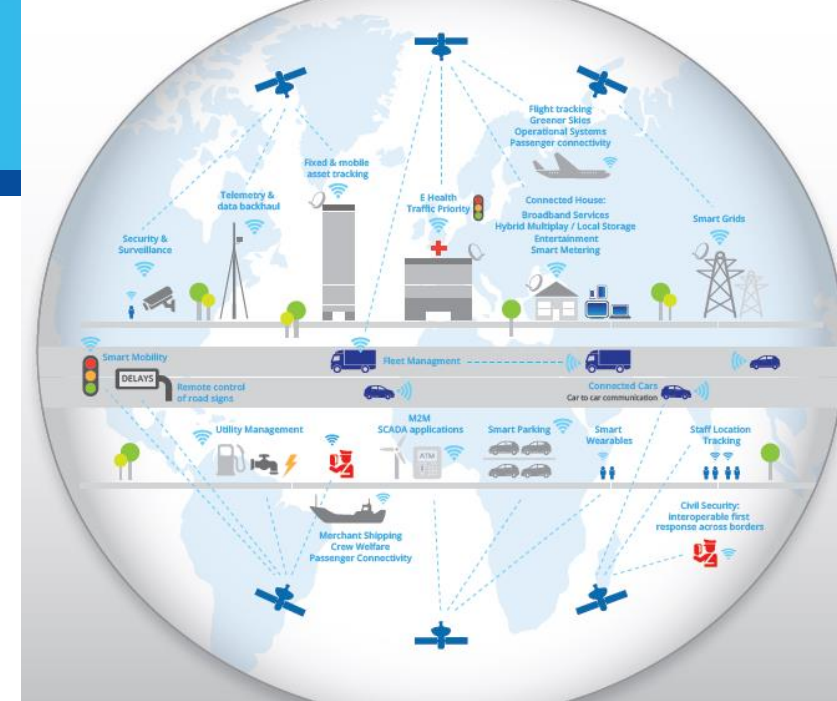 Flight tracking
Greener Skies
Operational Systems
Passenger connectivity
Fixed & mobile
asset tracking
Telemetry &
data backhaul
E Health
Traffic Priority
Connected House:
Broadband Services
Hybrid Multiplay / Local Storage
Entertainment
Smart Metering
Smart Grids
Security &
Surveillance
Smart Mobility
DELAYS
Remote control
of road signs
Fleet Managment
Connected Cars
Car to car communication
Utility Management
M2M
SCADA applications
ATM
Smart Parking
Smart
Wearables
Staff Location
Tracking
Merchant Shipping
Crew Welfare
Passenger Connectivity
Civil Security:
interoperable first
response across borders